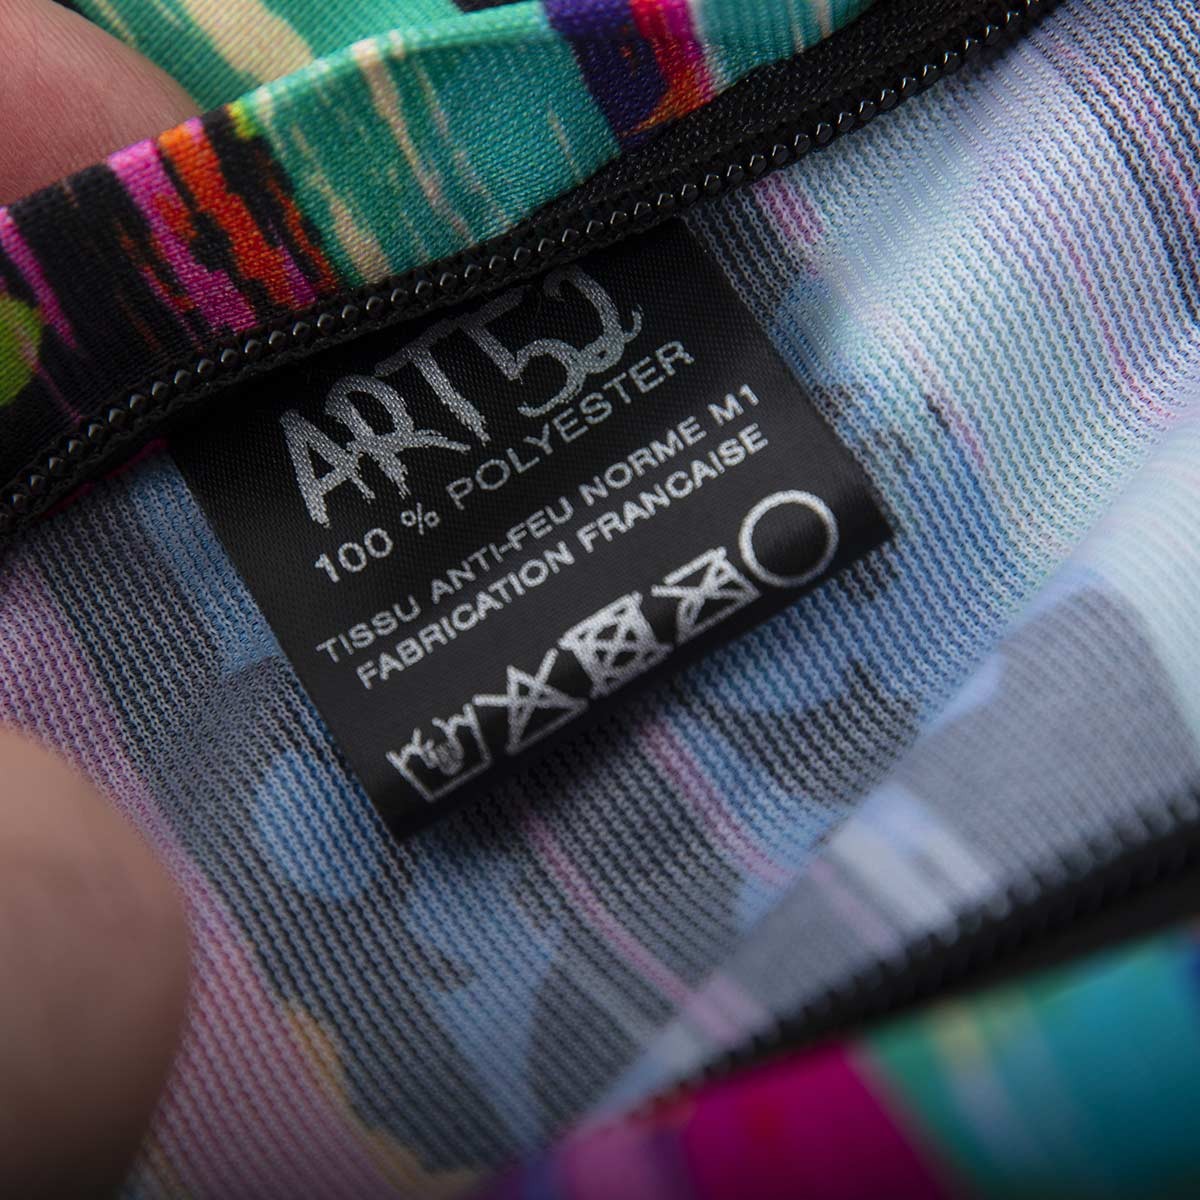 ART52
100 % POLYESTER
TISSU ANTI-FEU NORME M1
FABRICATION FRANCAISE